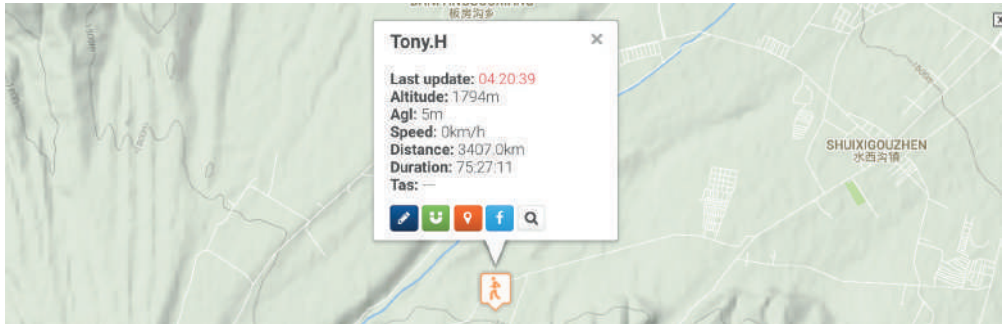 板房沟乡
Tony.H
Last update: 04:20:39
Altitude: 1794m
Agl: 5m
Speed: 0km/h
Distance: 3407.0km
Duration: 75:27:11
Tas: —
SHUIXIGOUZHEN
水西沟镇